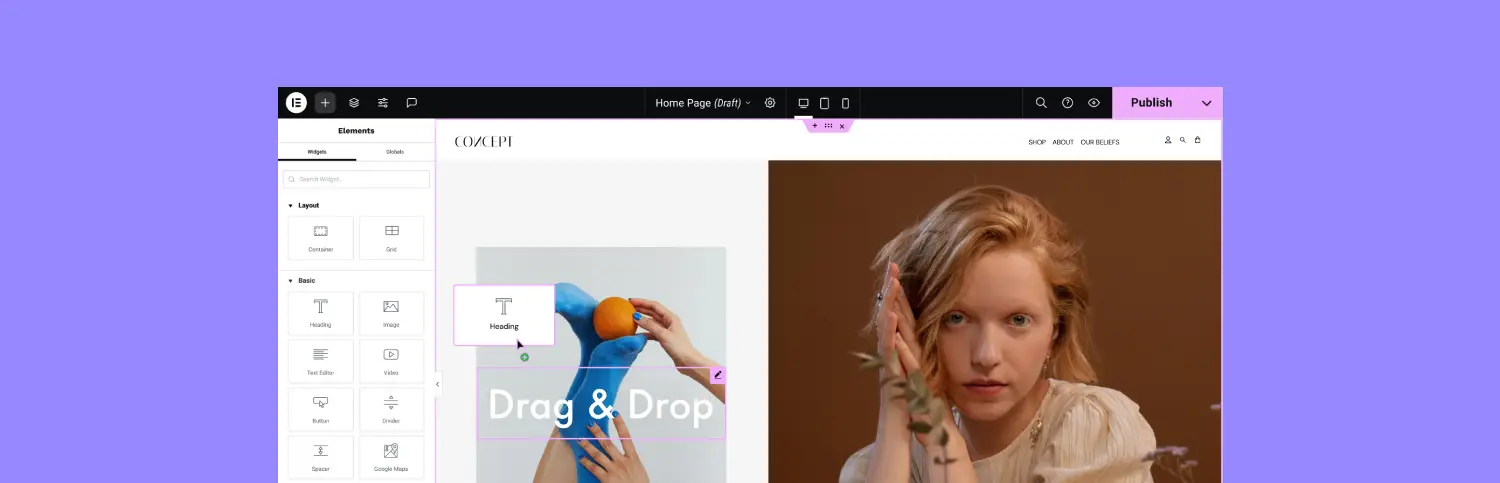 Home Page (Draft)
Publish
Elements
Widgets
Globals
Search Widget...
Layout
Container
Grid
Basic
Heading
Image
Text Editor
Video
Button
Divider
Spacer
Google Maps
CONCEPT
SHOP ABOUT OUR BELIEFS
Heading
Drag & Drop